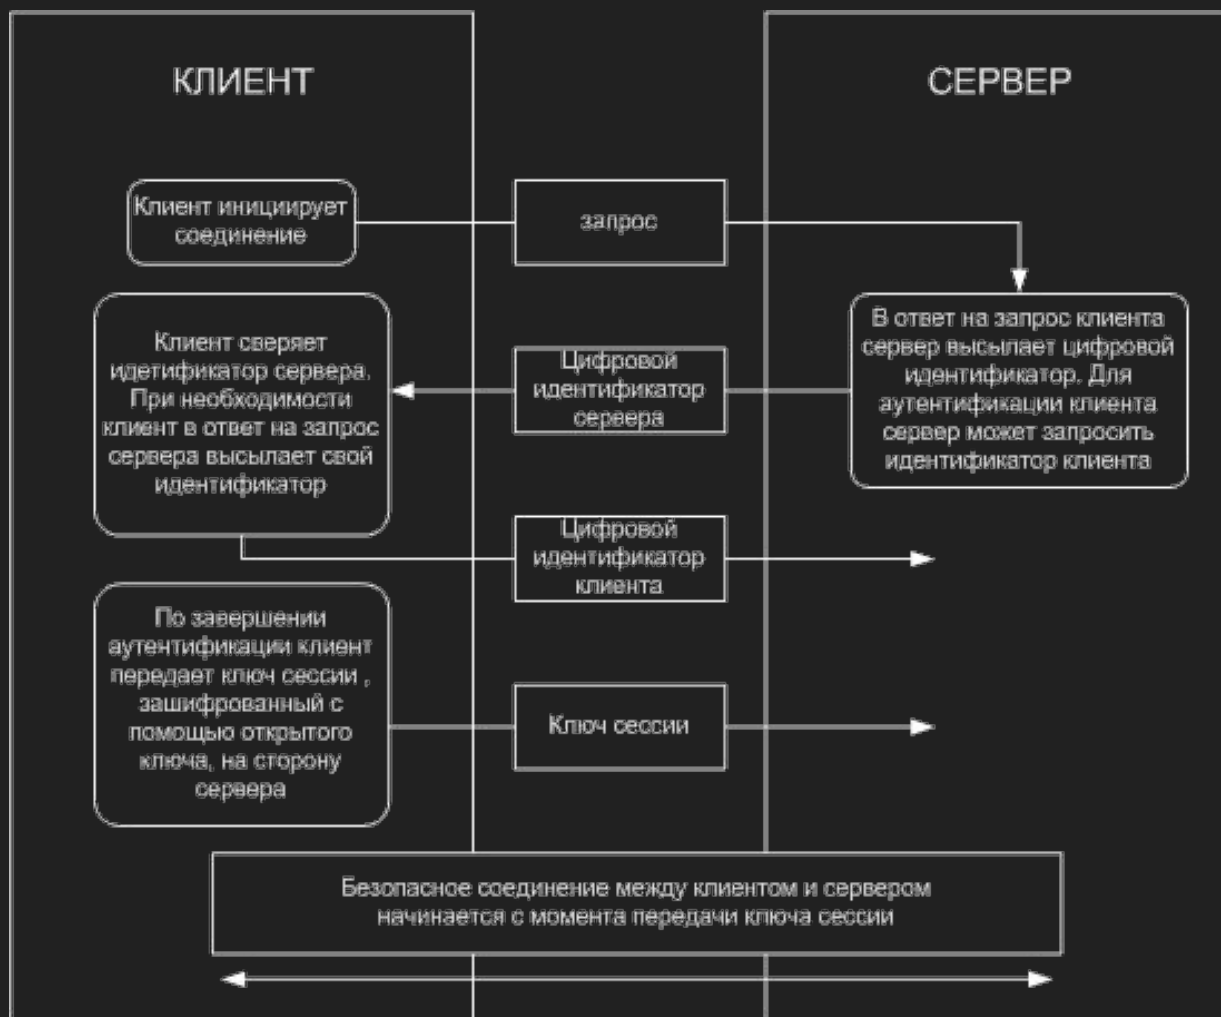 КЛИЕНТ
СЕРВЕР
Клиент инициирует
соединение
запрос
Клиент сверяет
идетификатор сервера.
При необходимости
клиент в ответ на запрос
сервера высылает свой
идентификатор
Цифровой
идентификатор
сервера
В ответ на запрос клиента
сервер высылает цифровой
идентификатор. Для
аутентификации клиента
сервер может запросить
идентификатор клиента
Цифровой
идентификатор
клиента
По завершении
аутентификации клиент
передает ключ сессии ,
зашифрованный с
помощью открытого
ключа, на сторону
сервера
Ключ сессии
Безопасное соединение между клиентом и сервером
начинается с момента передачи ключа сессии